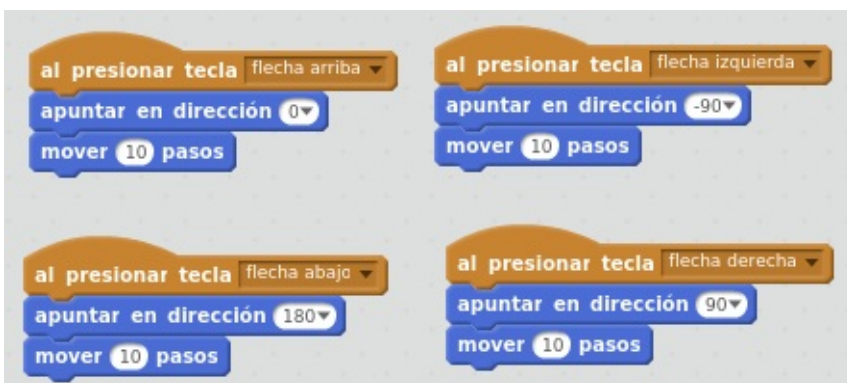 al presionar tecla flecha arriba
apuntar en dirección 0
mover 10 pasos
al presionar tecla flecha izquierda
apuntar en dirección -90
mover 10 pasos
al presionar tecla flecha abajo
apuntar en dirección 180
mover 10 pasos
al presionar tecla flecha derecha
apuntar en dirección 90
mover 10 pasos